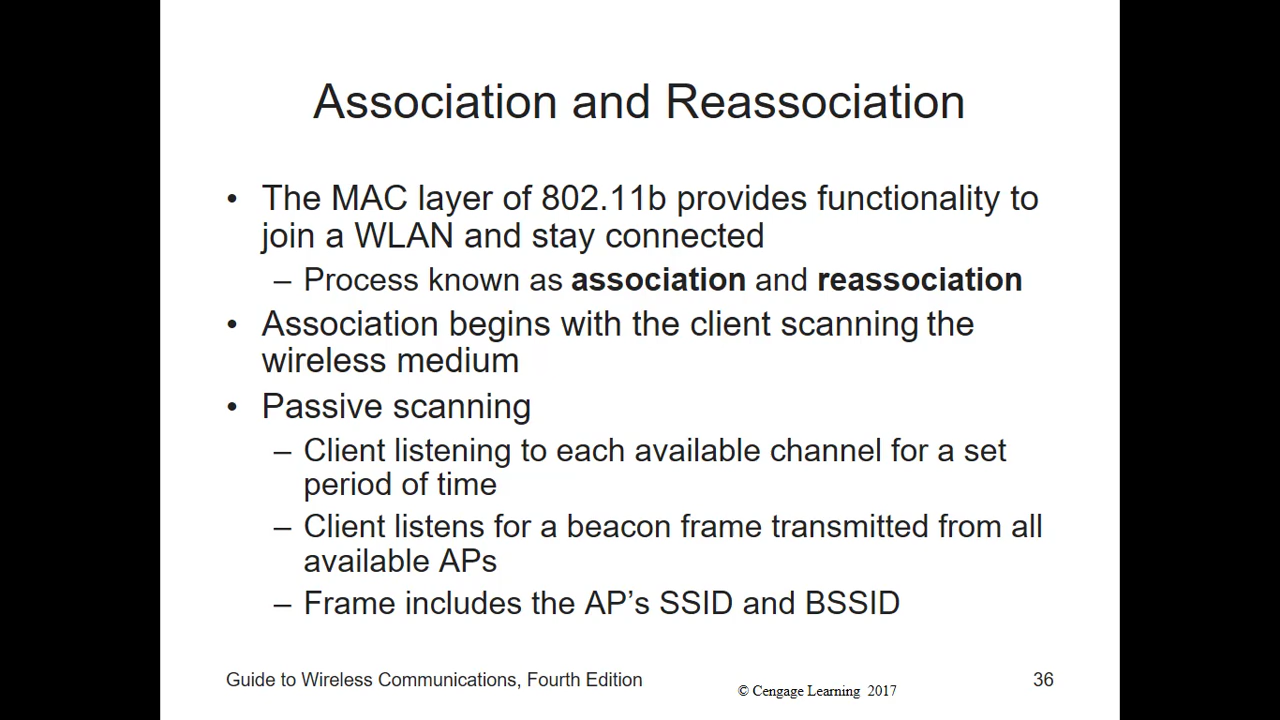 Association and Reassociation
• The MAC layer of 802.11b provides functionality to
join a WLAN and stay connected
– Process known as association and reassociation
• Association begins with the client scanning the
wireless medium
• Passive scanning
– Client listening to each available channel for a set
period of time
– Client listens for a beacon frame transmitted from all
available APs
– Frame includes the AP’s SSID and BSSID
Guide to Wireless Communications, Fourth Edition
© Cengage Learning 2017
36